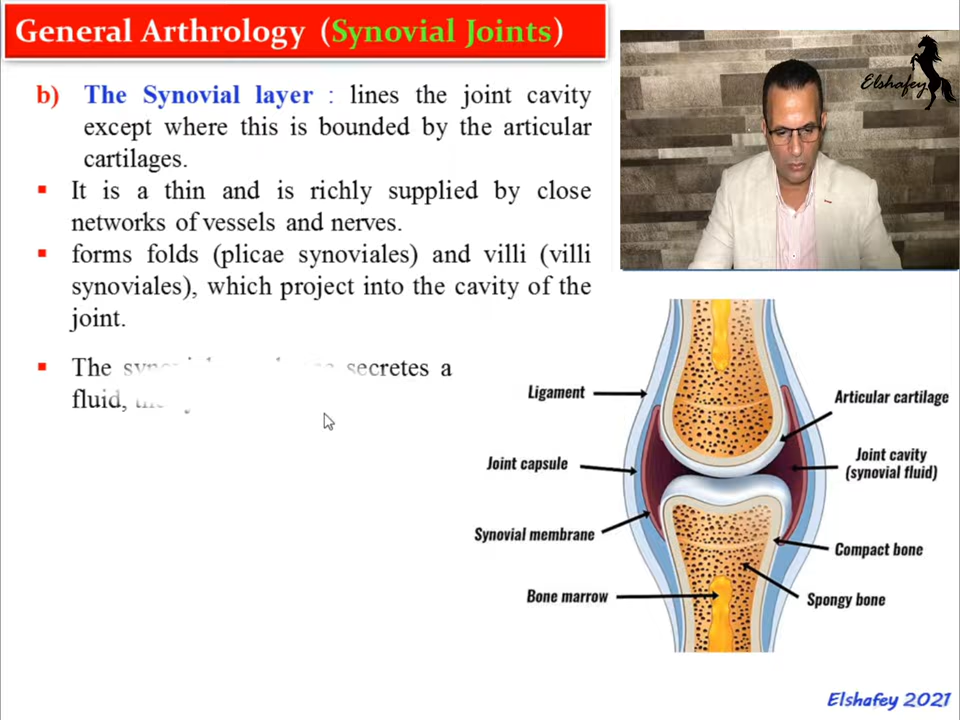 General Arthrology (Synovial Joints)
Elshafey
b) The Synovial layer : lines the joint cavity
except where this is bounded by the articular
cartilages.
▪ It is a thin and is richly supplied by close
networks of vessels and nerves.
▪ forms folds (plicae synoviales) and villi (villi
synoviales), which project into the cavity of the
joint.
▪ The secretes a
fluid,
Ligament
Articular cartilage
Joint capsule
Joint cavity
(synovial fluid)
Synovial membrane
Compact bone
Bone marrow
Spongy bone
Elshafey 2021